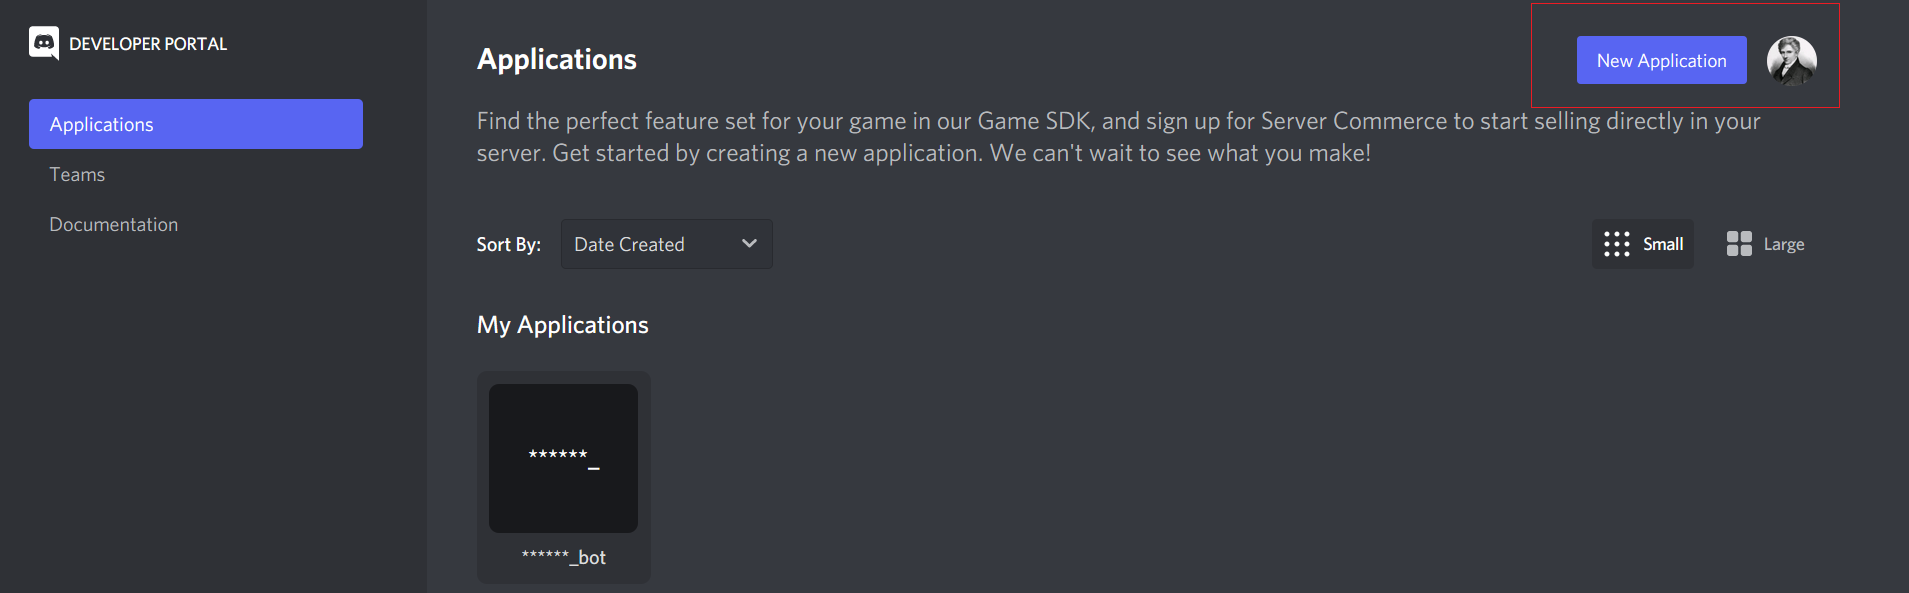 DEVELOPER PORTAL
Applications
Teams
Documentation
Applications
New Application
Find the perfect feature set for your game in our Game SDK, and sign up for Server Commerce to start selling directly in your
server. Get started by creating a new application. We can't wait to see what you make!
Sort By: Date Created
Small Large
My Applications
******_
******_bot